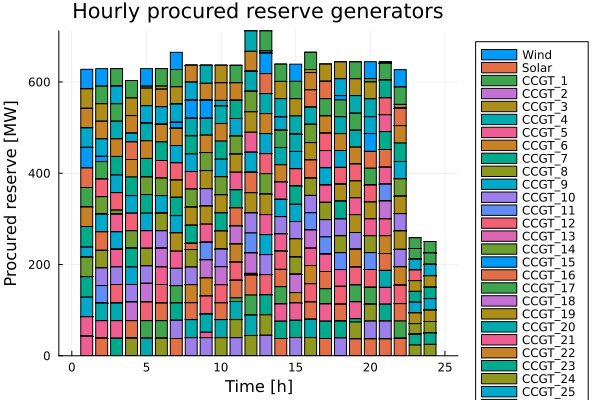 Hourly procured reserve generators
Procured reserve [MW]
600
400
200
0
0
5
10
15
20
25
Time [h]
Wind
Solar
CCGT_1
CCGT_2
CCGT_3
CCGT_4
CCGT_5
CCGT_6
CCGT_7
CCGT_8
CCGT_9
CCGT_10
CCGT_11
CCGT_12
CCGT_13
CCGT_14
CCGT_15
CCGT_16
CCGT_17
CCGT_18
CCGT_19
CCGT_20
CCGT_21
CCGT_22
CCGT_23
CCGT_24
CCGT_25